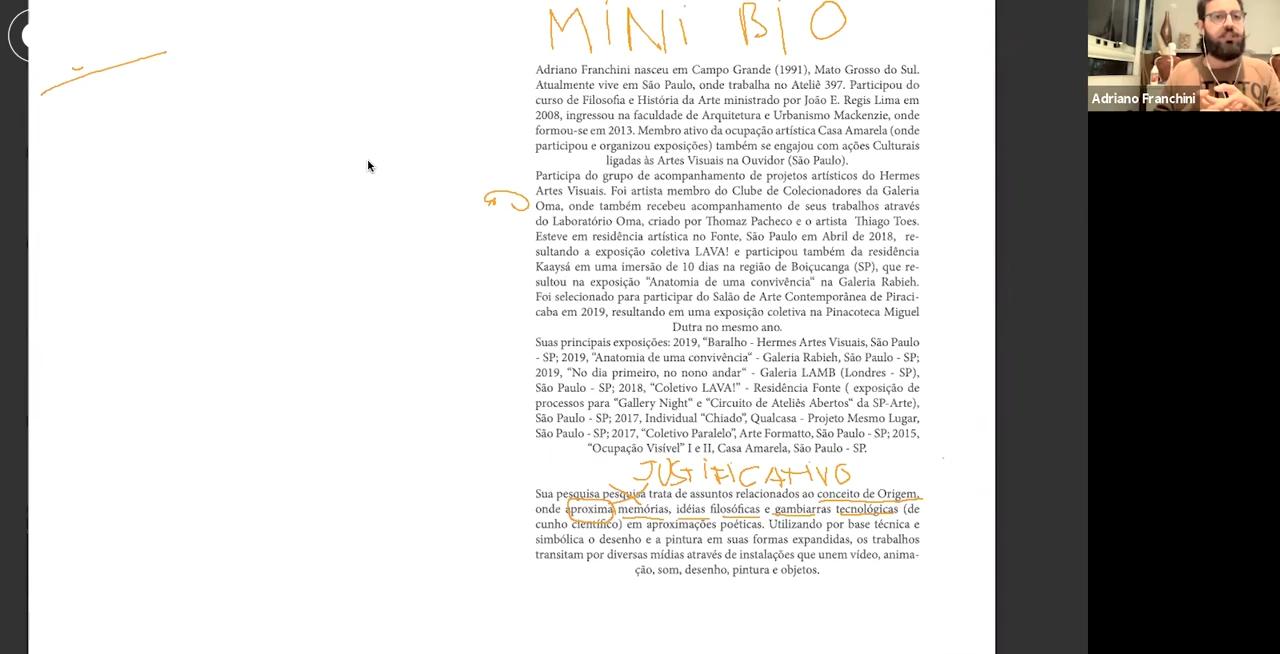 MINI BIO
Adriano Franchini nasceu em Campo Grande (1991), Mato Grosso do Sul.
Atualmente vive em São Paulo, onde trabalha no Ateliê 397. Participou do
curso de Filosofia e História da Arte ministrado por João E. Regis Lima em
2008, ingressou na faculdade de Arquitetura e Urbanismo Mackenzie, onde
formou-se em 2013. Membro ativo da ocupação artística Casa Amarela (onde
participou e organizou exposições) também se engajou com ações Culturais
ligadas às Artes Visuais na Ouvidor (São Paulo).
Participa do grupo de acompanhamento de projetos artísticos do Hermes
Artes Visuais. Foi artista membro do Clube de Colecionadores da Galeria
Oma, onde também recebeu acompanhamento de seus trabalhos através
do Laboratório Oma, criado por Thomaz Pacheco e o artista Thiago Toes.
Esteve em residência artística no Fonte, São Paulo em Abril de 2018, re-
sultando a exposição coletiva LAVA! e participou também da residência
Kaaysá em uma imersão de 10 dias na região de Boiçucanga (SP), que re-
sultou na exposição “Anatomia de uma convivência“ na Galeria Rabieh.
Foi selecionado para participar do Salão de Arte Contemporânea de Piraci-
caba em 2019, resultando em uma exposição coletiva na Pinacoteca Miguel
Dutra no mesmo ano.
Suas principais exposições: 2019, “Baralho - Hermes Artes Visuais, São Paulo
- SP; 2019, “Anatomia de uma convivência“ - Galeria Rabieh, São Paulo - SP;
2019, “No dia primeiro, no nono andar“ - Galeria LAMB (Londres - SP),
São Paulo - SP; 2018, “Coletivo LAVA!” - Residência Fonte ( exposição de
processos para “Gallery Night“ e “Circuito de Ateliês Abertos“ da SP-Arte),
São Paulo - SP; 2017, Individual “Chiado”, Qualcasa - Projeto Mesmo Lugar,
São Paulo - SP; 2017, “Coletivo Paralelo”, Arte Formatto, São Paulo - SP; 2015,
“Ocupação Visível” I e II, Casa Amarela, São Paulo - SP.
JUSTIFICATIVO
Sua pesquisa pesquisa trata de assuntos relacionados ao conceito de Origem,
onde aproxima memórias, idéias filosóficas e gambiarras tecnológicas (de
cunho científico) em aproximações poéticas. Utilizando por base técnica e
simbólica o desenho e a pintura em suas formas expandidas, os trabalhos
transitam por diversas mídias através de instalações que unem vídeo, anima-
ção, som, desenho, pintura e objetos.
Adriano Franchini